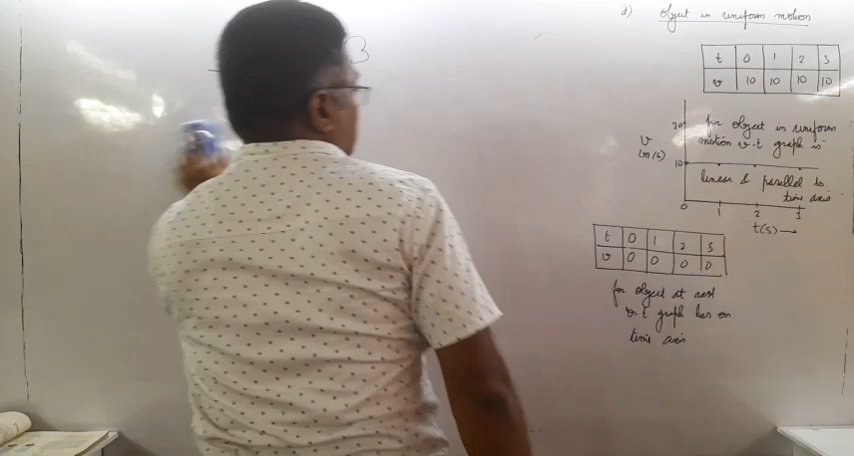 B
d) Object in uniform motion
t 0 1 2 3
v 10 10 10 10
v
(m/s)
20
10
0 1 2 3
t(s) →
for object in uniform
motion v-t graph is
linear & parallel to
time axis
t 0 1 2 3
v 0 0 0 0
for object at rest
v-t graph lies on
time axis